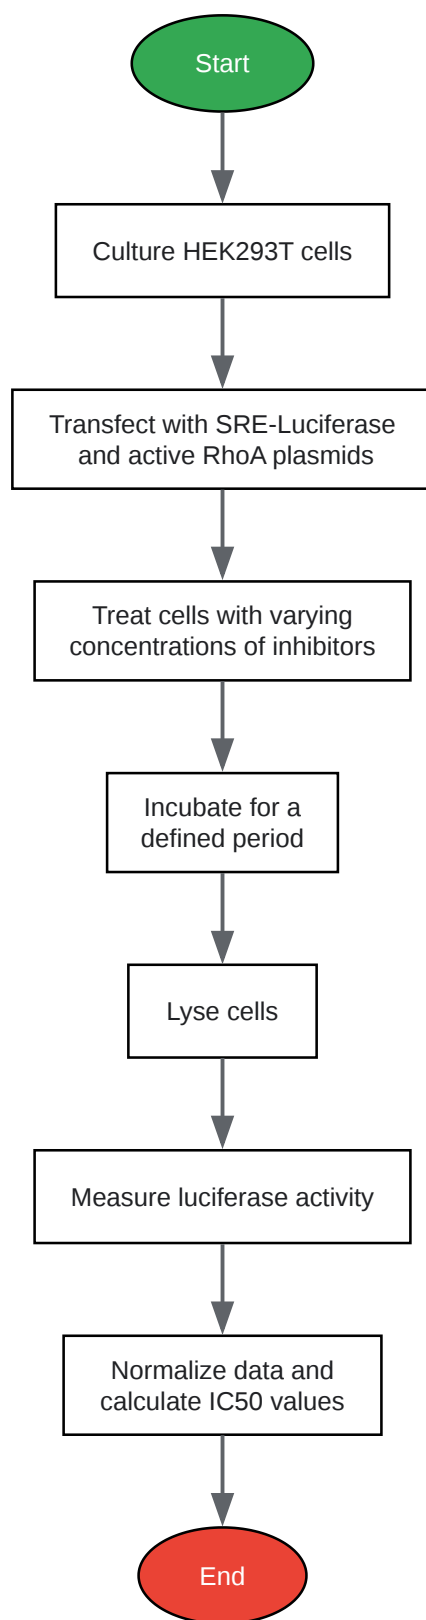 Start
Culture HEK293T cells
Transfect with SRE-Luciferase
and active RhoA plasmids
Treat cells with varying
concentrations of inhibitors
Incubate for a
defined period
Lyse cells
Measure luciferase activity
Normalize data and
calculate IC50 values
End